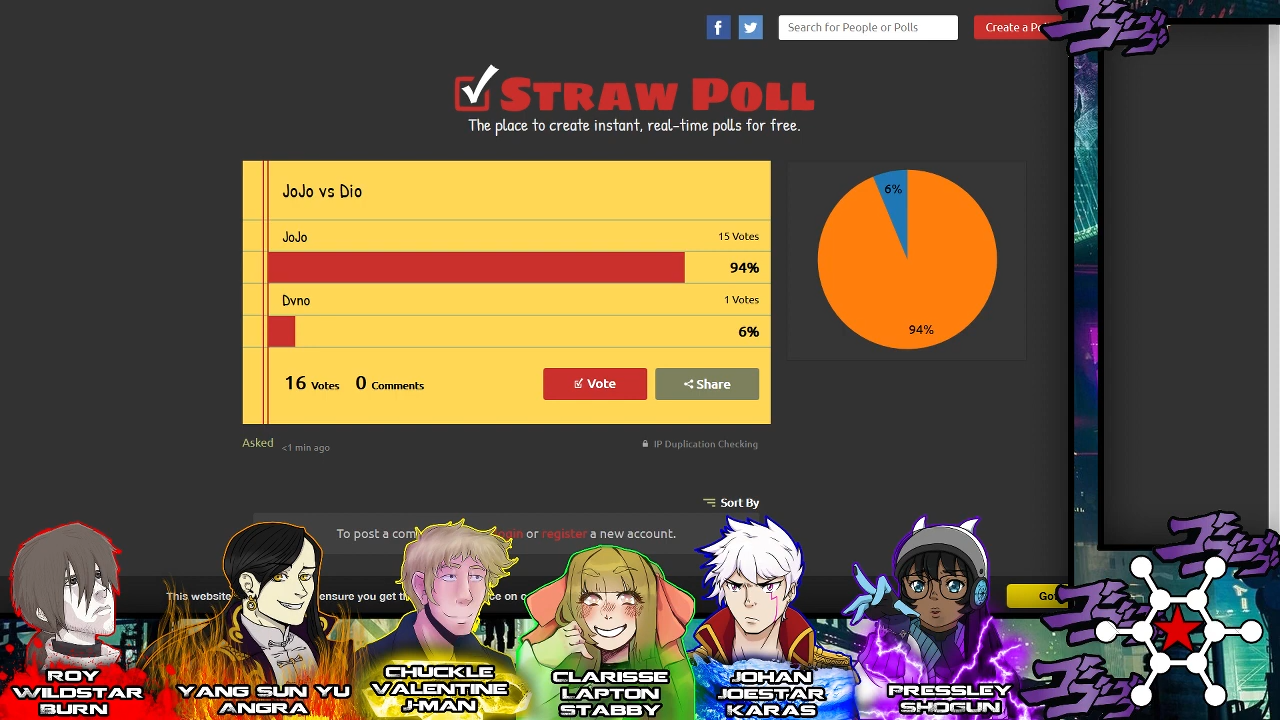 Search for People or Polls
Create a Po
STRAW POLL
The place to create instant, real-time polls for free.
JoJo vs Dio
JoJo
15 Votes
94%
Dvno
1 Votes
6%
16 Votes 0 Comments
Vote
Share
6%
94%
Asked <1 min ago
IP Duplication Checking
Sort By
To post a com gin or register a new account.
This website ensure you get th ce on o
Got
ROY
WILDSTAR
BURN
YANG SUN YU
ANGRA
CHUCKLE
VALENTINE
J-MAN
CLARISSE
LAPTON
STABBY
JOHAN
JOESTAR
KARAS
PRESSLEY
SHOGUN